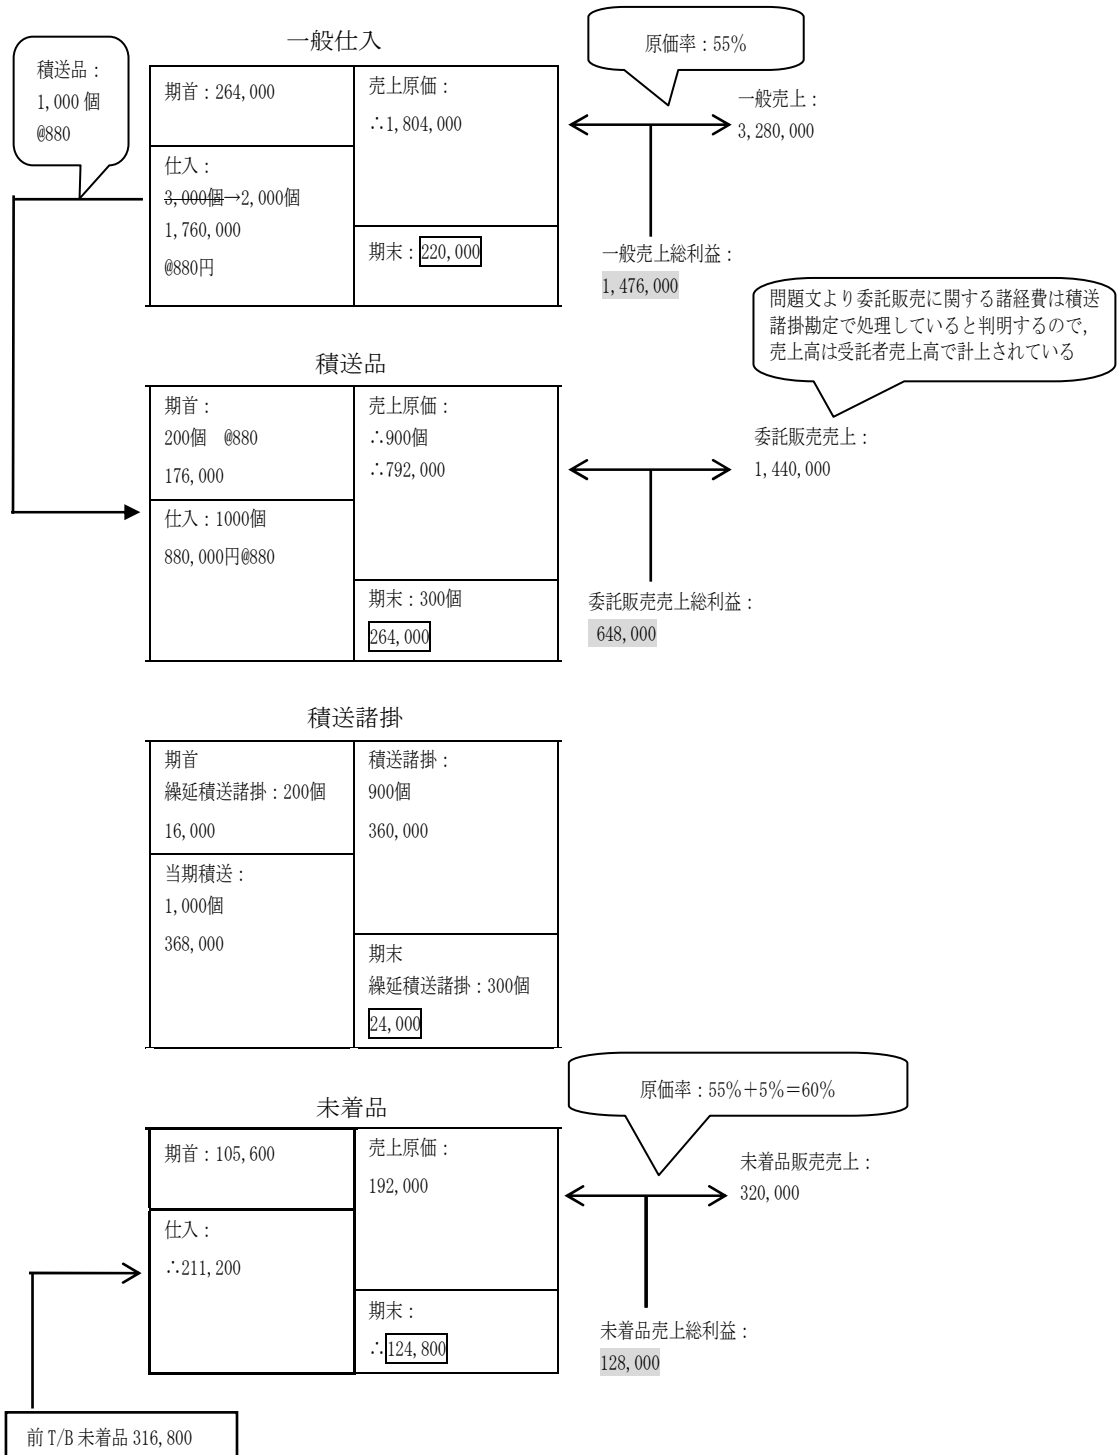 一般仕入
原価率：55%
積送品：
1,000 個
@880
期首：264,000
売上原価：
∴1,804,000
一般売上：
3,280,000
仕入：
3,000個→2,000個
1,760,000
@880円
期末：220,000
一般売上総利益：
1,476,000
問題文より委託販売に関する諸経費は積送
諸掛勘定で処理していると判明するので，
売上高は受託者売上高で計上されている
積送品
期首：
200個　@880
176,000
売上原価：
∴900個
∴792,000
委託販売売上：
1,440,000
仕入：1000個
880,000円@880
期末：300個
264,000
委託販売売上総利益：
648,000
積送諸掛
期首
繰延積送諸掛：200個
16,000
積送諸掛：
900個
360,000
当期積送：
1,000個
368,000
期末
繰延積送諸掛：300個
24,000
原価率：55%＋5%＝60%
未着品
期首：105,600
売上原価：
192,000
未着品販売売上：
320,000
仕入：
∴211,200
期末：
∴124,800
未着品売上総利益：
128,000
前 T/B 未着品 316,800